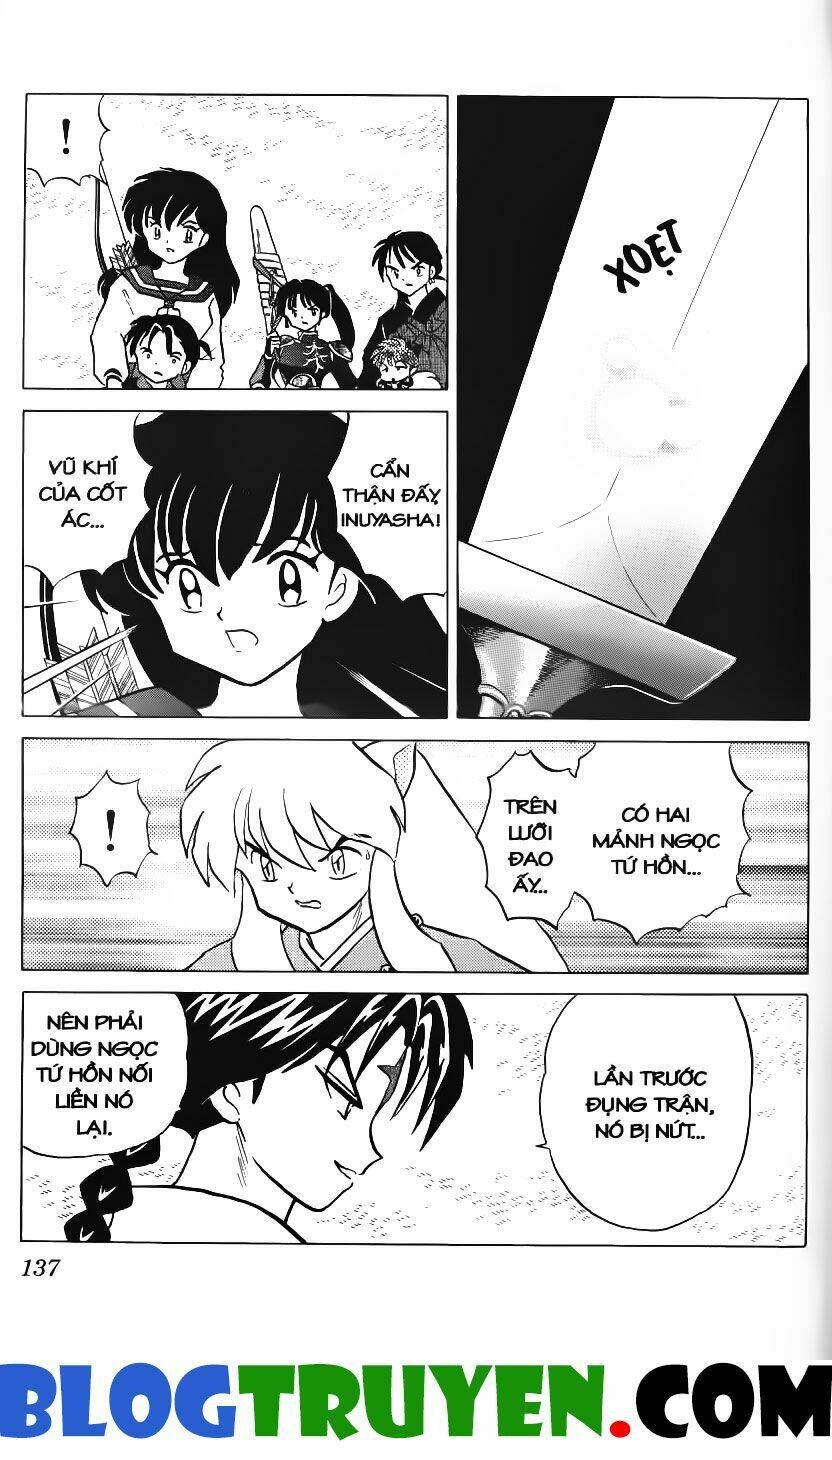 XOẸT
!
CẨN
THẬN ĐẤY,
INUYASHA!
VŨ KHÍ
CỦA CỐT
ÁC...
CÓ HAI
MẢNH NGỌC
TỨ HỒN...
TRÊN
LƯỠI
ĐAO
ẤY...
!
LẦN TRƯỚC
ĐỤNG TRẬN,
NÓ BỊ NỨT...
NÊN PHẢI
DÙNG NGỌC
TỨ HỒN NỐI
LIỀN NÓ
LẠI.
137
BLOGTRUYEN.COM